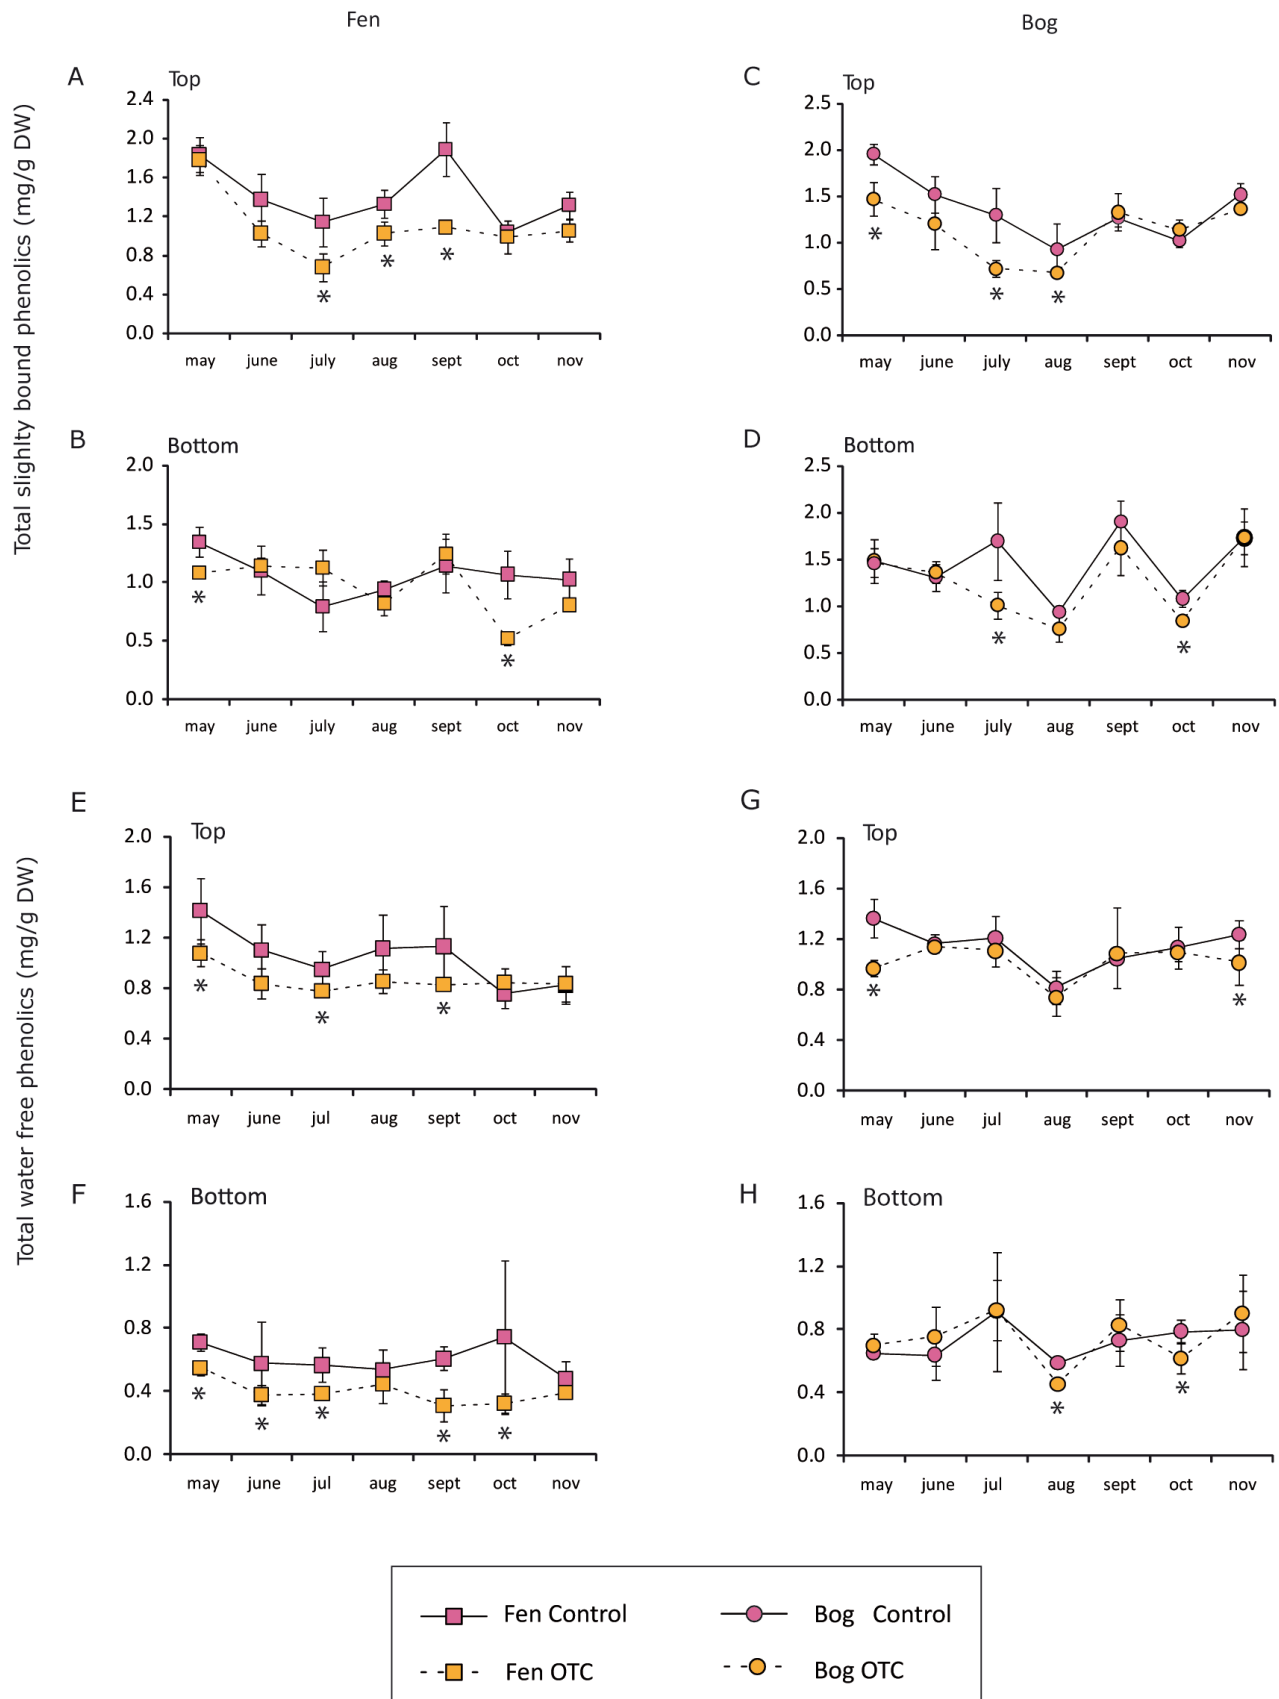 Fen
Bog
Total slighlty bound phenolics (mg/g DW)
A
Top
2.4
2.0
1.6
1.2
0.8
0.4
0.0
*
*
*
may june july aug sept oct nov
C
Top
2.5
2.0
1.5
1.0
0.5
0.0
*
*
*
may june july aug sept oct nov
B
Bottom
2.0
1.5
1.0
0.5
0.0
*
*
may june july aug sept oct nov
D
Bottom
2.5
2.0
1.5
1.0
0.5
0.0
*
*
may june july aug sept oct nov
Total water free phenolics (mg/g DW)
E
Top
2.0
1.6
1.2
0.8
0.4
0.0
*
*
*
may june jul aug sept oct nov
G
Top
2.0
1.6
1.2
0.8
0.4
0.0
*
*
may june jul aug sept oct nov
F
Bottom
1.6
1.2
0.8
0.4
0.0
*
*
*
*
*
may june jul aug sept oct nov
H
Bottom
1.6
1.2
0.8
0.4
0.0
*
*
may june jul aug sept oct nov
Fen Control
Bog Control
Fen OTC
Bog OTC